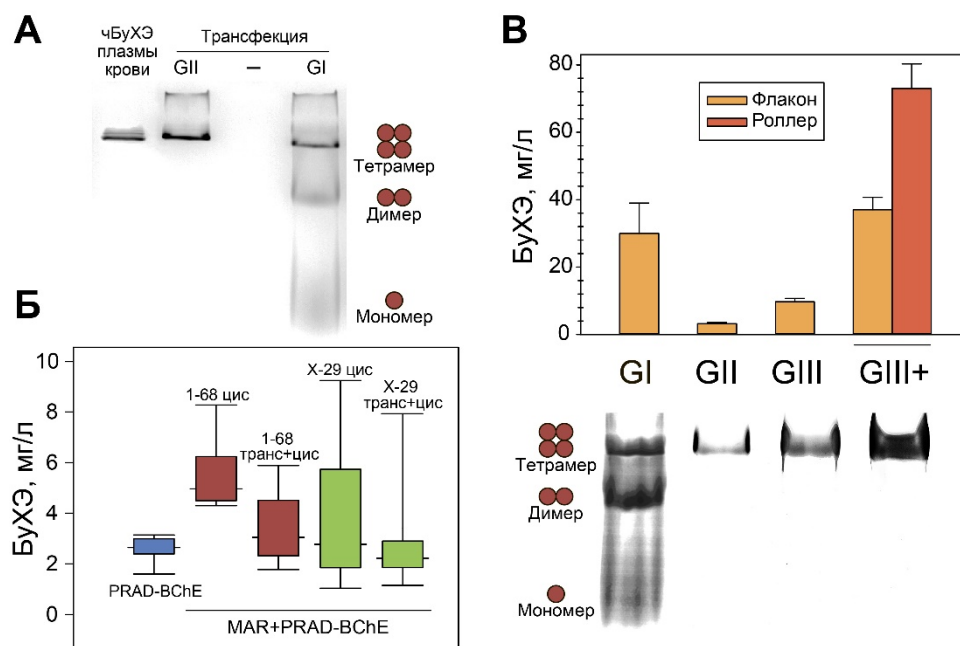 А
чБуХЭ
плазмы
крови
Трансфекция
GII
–
GI
Тетрамер
Димер
Мономер
Б
БуХЭ, мг/л
10
8
6
4
2
0
1-68 цис
1-68
транс+цис
X-29 цис
X-29
транс+цис
PRAD-BChE
MAR+PRAD-BChE
В
БуХЭ, мг/л
80
60
40
20
0
Флакон
Роллер
GI
GII
GIII
GIII+
Тетрамер
Димер
Мономер